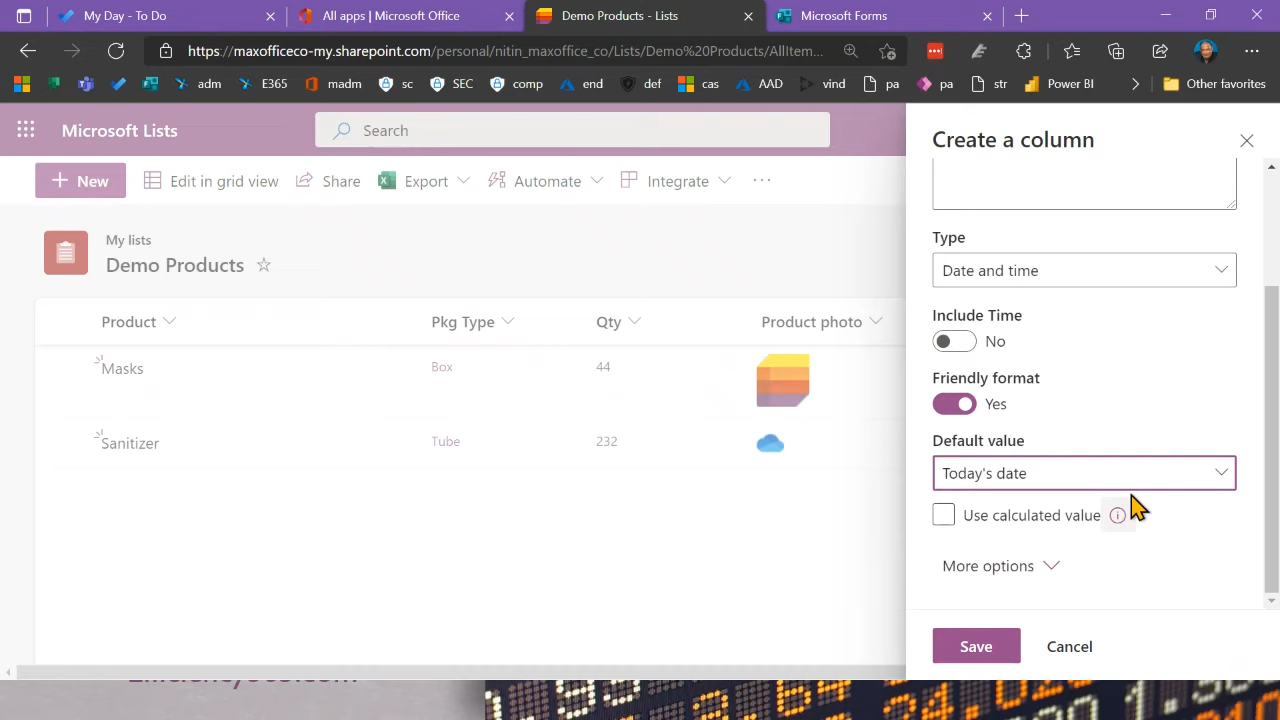 My Day - To Do
All apps | Microsoft Office
Demo Products - Lists
Microsoft Forms
https://maxofficeco-my.sharepoint.com/personal/nitin_maxoffice_co/Lists/Demo%20Products/AllItem...
adm
E365
madm
sc
SEC
comp
end
def
cas
AAD
vind
pa
pa
str
Power BI
Other favorites
Microsoft Lists
Search
New
Edit in grid view
Share
Export
Automate
Integrate
My lists
Demo Products
Product
Pkg Type
Qty
Product photo
Masks
Box
44
Sanitizer
Tube
232
Create a column
Type
Date and time
Include Time
No
Friendly format
Yes
Default value
Today's date
Use calculated value
More options
Save
Cancel